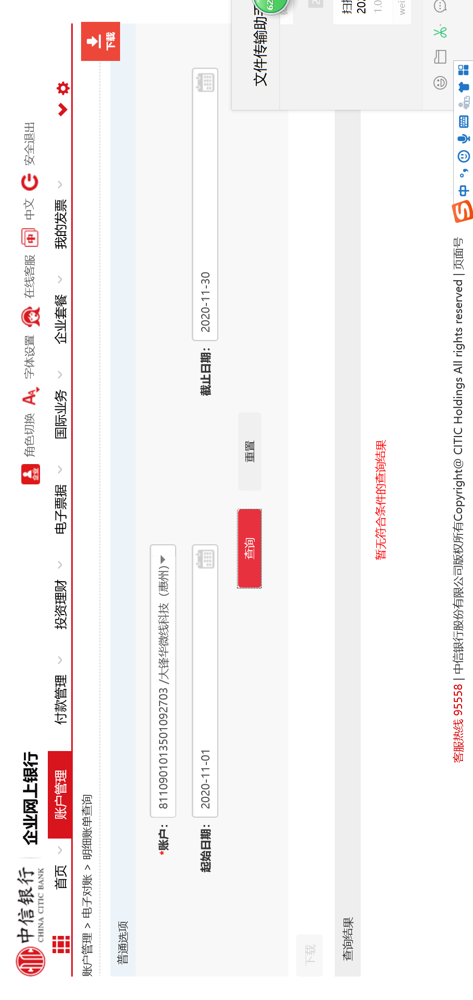 中信银行 企业网上银行
CHINA CITIC BANK
企业 角色切换 字体设置 在线客服 中 中文 安全退出
首页 账户管理 付款管理 投资理财 电子票据 国际业务 企业套餐 我的发票
账户管理 > 电子对账 > 明细账单查询
下载
普通选项
*账户： 8110901013501092703 /大锋华微线科技（惠州）
起始日期： 2020-11-01 截止日期： 2020-11-30
查询 重置
下载
查询结果
暂无符合条件的查询结果
客服热线 95558 | 中信银行股份有限公司版权所有Copyright@ CITIC Holdings All rights reserved | 页面号
文件传输助
62
扫
202
1.0
wei
中